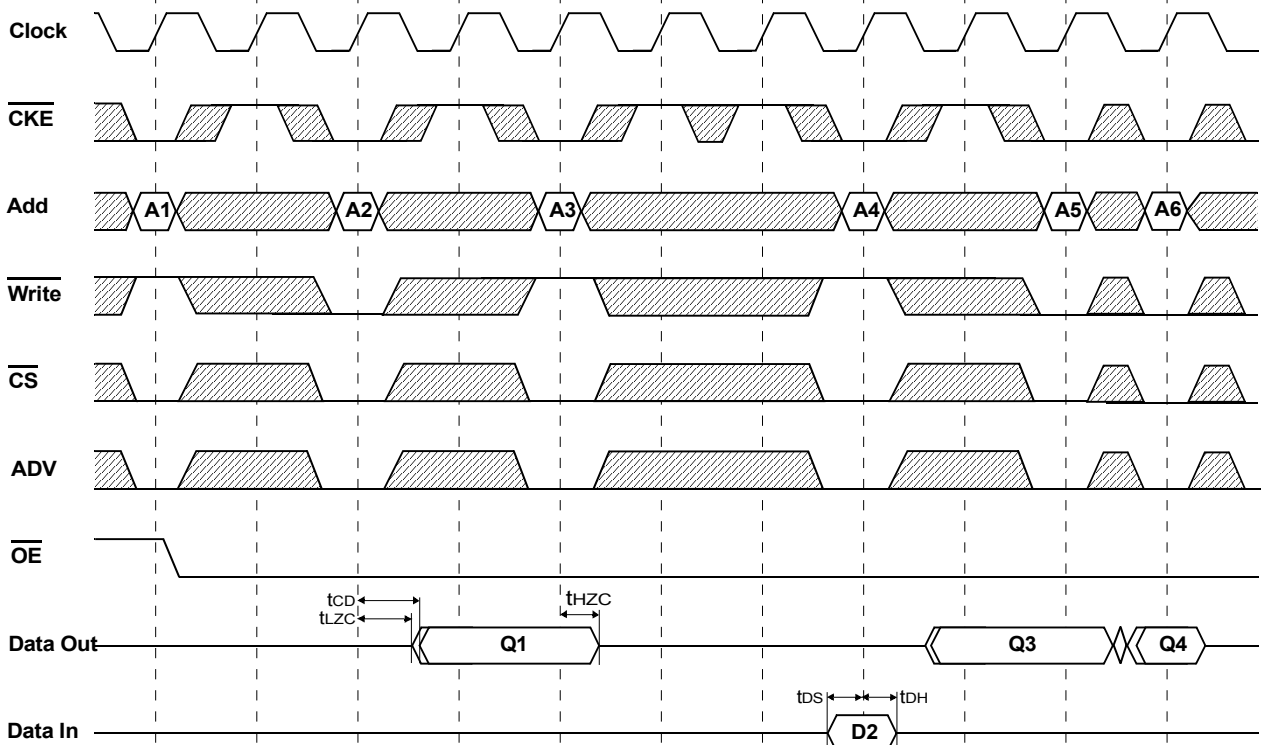 Clock
CKE
Add A1 A2 A3 A4 A5 A6
Write
CS
ADV
OE
tCD
tLZC
tHZC
Data Out Q1 Q3 Q4
tDS tDH
Data In D2